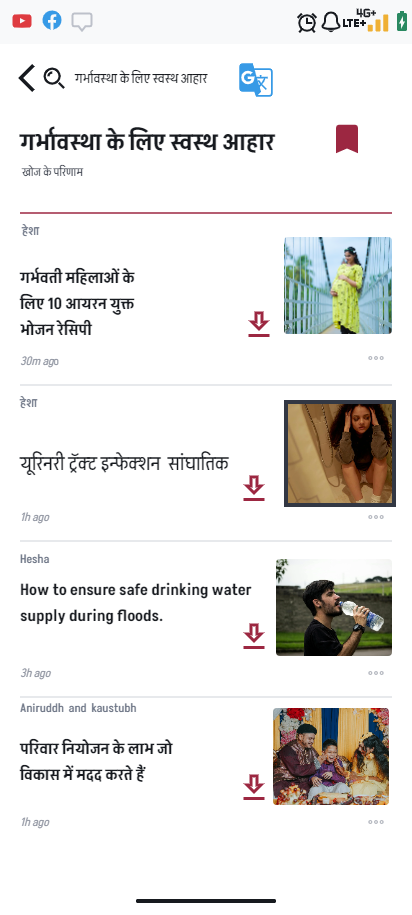 4G+
LTE+
गर्भावस्था के लिए स्वस्थ आहार
गर्भावस्था के लिए स्वस्थ आहार
खोज के परिणाम
हेशा
गर्भवती महिलाओं के
लिए 10 आयरन युक्त
भोजन रेसिपी
30m ago
हेशा
यूरिनरी ट्रॅक्ट इन्फेक्शन सांघातिक
1h ago
Hesha
How to ensure safe drinking water
supply during floods.
3h ago
Aniruddh and kaustubh
परिवार नियोजन के लाभ जो
विकास में मदद करते हैं
1h ago